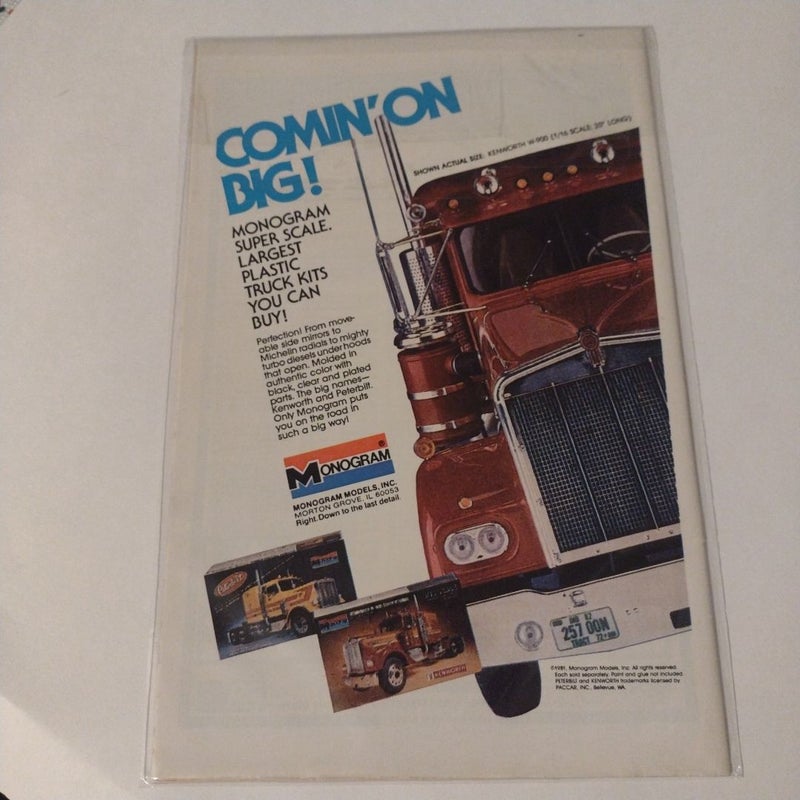 COMIN' ON
BIG!
SHOWN ACTUAL SIZE: KENWORTH W-900 (1/16 SCALE; 20" LONG)
MONOGRAM
SUPER SCALE.
LARGEST
PLASTIC
TRUCK KITS
YOU CAN
BUY!
Perfection! From move-
able side mirrors to
Michelin radials to mighty
turbo diesels under hoods
that open. Molded in
authentic color with
black, clear and plated
parts. The big names—
Kenworth and Peterbilt.
Only Monogram puts
you on the road in
such a big way!
MONOGRAM®
MONOGRAM MODELS, INC.
MORTON GROVE, IL 60053
Right. Down to the last detail.
KENWORTH
257 OON
©1981, Monogram Models, Inc. All rights reserved.
Each sold separately. Paint and glue not included.
PETERBILT and KENWORTH trademarks licensed by
PACCAR, INC., Bellevue, WA.